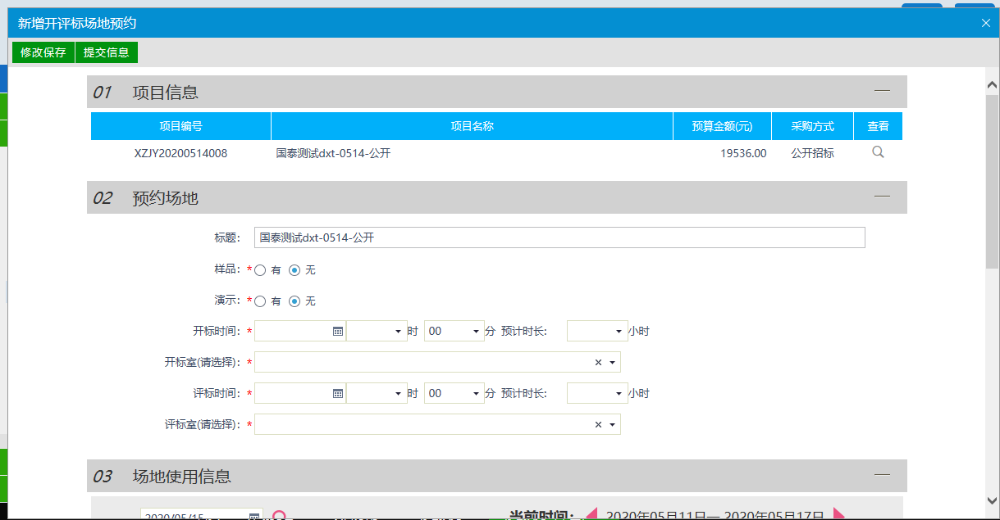 新增开评标场地预约
修改保存 提交信息
01 项目信息
项目编号 项目名称 预算金额(元) 采购方式 查看
XZJY20200514008 国泰测试dxt-0514-公开 19536.00 公开招标
02 预约场地
标题： 国泰测试dxt-0514-公开
样品：* 有 无
演示：* 有 无
开标时间：* 时 00 分 预计时长: 小时
开标室(请选择)：*
评标时间：* 时 00 分 预计时长: 小时
评标室(请选择)：*
03 场地使用信息
2020/05/15 当前时间： 2020年05月11日— 2020年05月17日